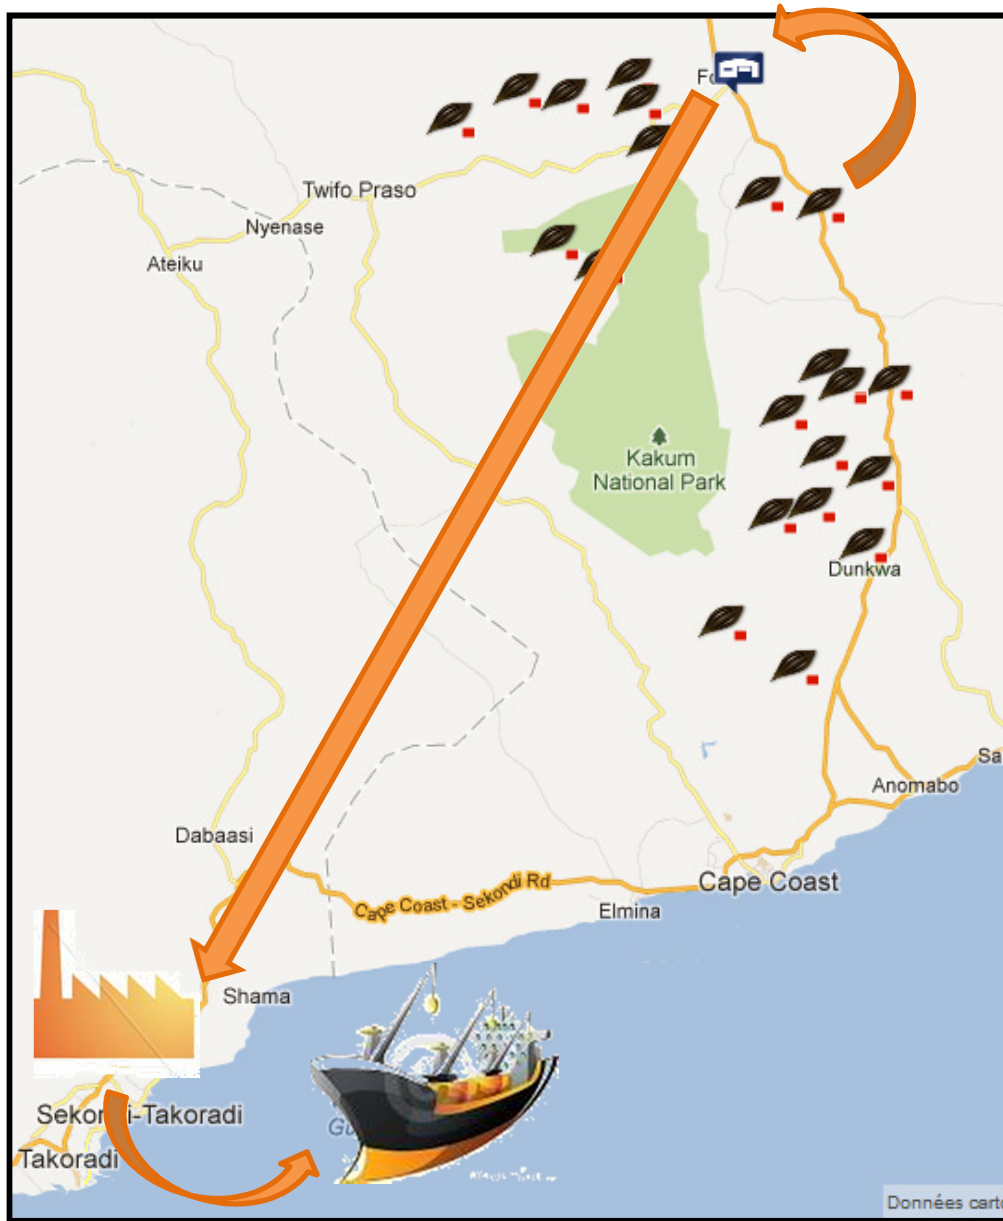 Twifo Praso
Nyenase
Ateiku
Kakum
National Park
Dunkwa
Anomabo
Dabaasi
Cape Coast
Cape Coast - Sekondi Rd
Elmina
Shama
Takoradi
Données